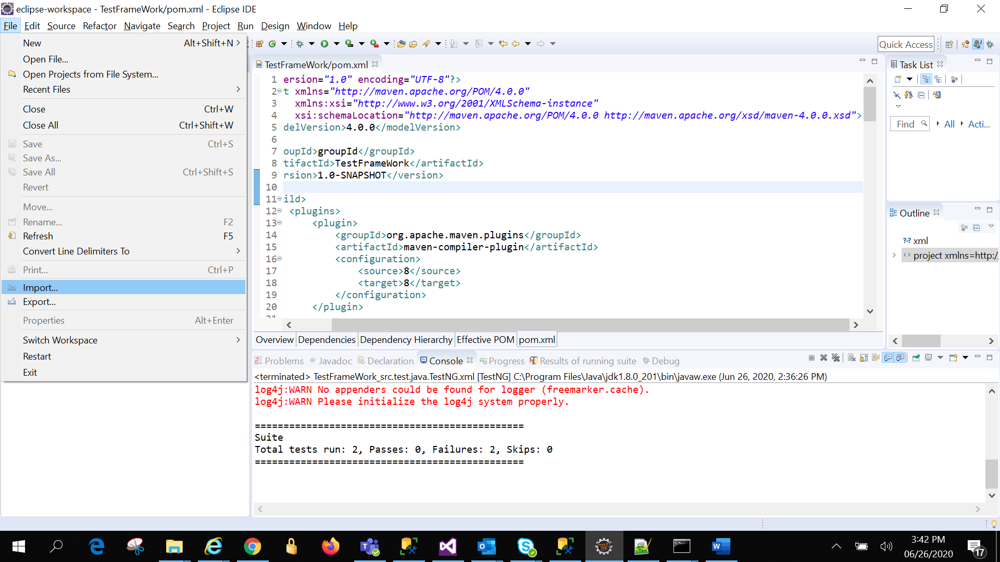 eclipse-workspace - TestFrameWork/pom.xml - Eclipse IDE
File Edit Source Refactor Navigate Search Project Run Design Window Help
New Alt+Shift+N
Open File...
Open Projects from File System...
Recent Files
Close Ctrl+W
Close All Ctrl+Shift+W
Save Ctrl+S
Save As...
Save All Ctrl+Shift+S
Revert
Move...
Rename... F2
Refresh F5
Convert Line Delimiters To
Print... Ctrl+P
Import...
Export...
Properties Alt+Enter
Switch Workspace
Restart
Exit
Quick Access
TestFrameWork/pom.xml
1 ersion="1.0" encoding="UTF-8"?>
2 t xmlns="http://maven.apache.org/POM/4.0.0"
3 xmlns:xsi="http://www.w3.org/2001/XMLSchema-instance"
4 xsi:schemaLocation="http://maven.apache.org/POM/4.0.0 http://maven.apache.org/xsd/maven-4.0.0.xsd">
5 delVersion>4.0.0</modelVersion>
6
7 oupId>groupId</groupId>
8 tifactId>TestFrameWork</artifactId>
9 rsion>1.0-SNAPSHOT</version>
10
11 ild>
12 <plugins>
13 <plugin>
14 <groupId>org.apache.maven.plugins</groupId>
15 <artifactId>maven-compiler-plugin</artifactId>
16 <configuration>
17 <source>8</source>
18 <target>8</target>
19 </configuration>
20 </plugin>
21
Overview Dependencies Dependency Hierarchy Effective POM pom.xml
Task List
Find All Acti...
Outline
?=? xml
<> project xmlns=http:/
Problems @ Javadoc Declaration Console Progress Results of running suite Debug
<terminated> TestFrameWork_src.test.java.TestNG.xml [TestNG] C:\Program Files\Java\jdk1.8.0_201\bin\javaw.exe (Jun 26, 2020, 2:36:26 PM)
log4j:WARN No appenders could be found for logger (freemarker.cache).
log4j:WARN Please initialize the log4j system properly.
===============================================
Suite
Total tests run: 2, Passes: 0, Failures: 2, Skips: 0
===============================================
3:42 PM
06/26/2020
17